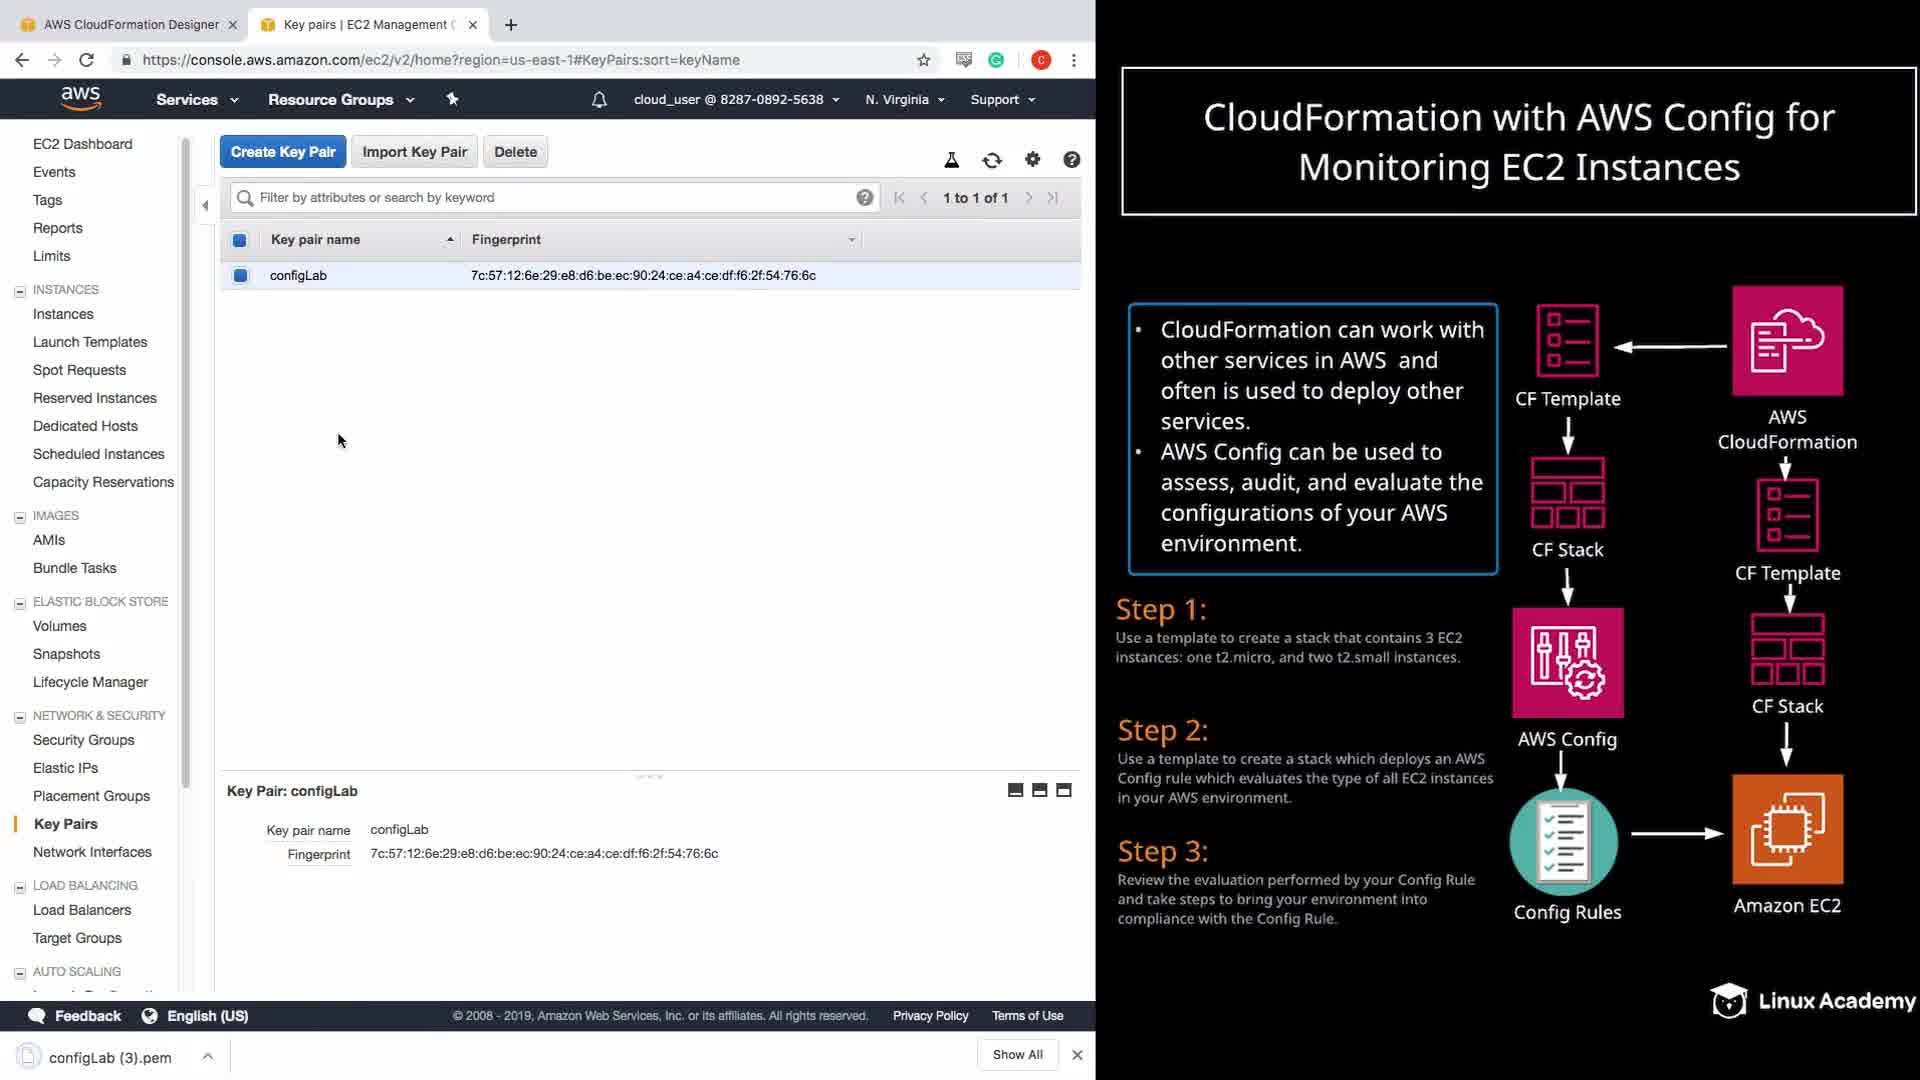 AWS CloudFormation Designer
Key pairs | EC2 Management C
https://console.aws.amazon.com/ec2/v2/home?region=us-east-1#KeyPairs:sort=keyName
C
aws
Services
Resource Groups
cloud_user @ 8287-0892-5638
N. Virginia
Support
EC2 Dashboard
Events
Tags
Reports
Limits
INSTANCES
Instances
Launch Templates
Spot Requests
Reserved Instances
Dedicated Hosts
Scheduled Instances
Capacity Reservations
IMAGES
AMIs
Bundle Tasks
ELASTIC BLOCK STORE
Volumes
Snapshots
Lifecycle Manager
NETWORK & SECURITY
Security Groups
Elastic IPs
Placement Groups
Key Pairs
Network Interfaces
LOAD BALANCING
Load Balancers
Target Groups
AUTO SCALING
Create Key Pair
Import Key Pair
Delete
Filter by attributes or search by keyword
1 to 1 of 1
Key pair name
Fingerprint
configLab
7c:57:12:6e:29:e8:d6:be:ec:90:24:ce:a4:ce:df:f6:2f:54:76:6c
Key Pair: configLab
Key pair name
configLab
Fingerprint
7c:57:12:6e:29:e8:d6:be:ec:90:24:ce:a4:ce:df:f6:2f:54:76:6c
Feedback
English (US)
© 2008 - 2019, Amazon Web Services, Inc. or its affiliates. All rights reserved.
Privacy Policy
Terms of Use
configLab (3).pem
Show All
CloudFormation with AWS Config for
Monitoring EC2 Instances
• CloudFormation can work with
other services in AWS and
often is used to deploy other
services.
• AWS Config can be used to
assess, audit, and evaluate the
configurations of your AWS
environment.
Step 1:
Use a template to create a stack that contains 3 EC2
instances: one t2.micro, and two t2.small instances.
Step 2:
Use a template to create a stack which deploys an AWS
Config rule which evaluates the type of all EC2 instances
in your AWS environment.
Step 3:
Review the evaluation performed by your Config Rule
and take steps to bring your environment into
compliance with the Config Rule.
CF Template
CF Stack
AWS Config
Config Rules
AWS
CloudFormation
CF Template
CF Stack
Amazon EC2
Linux Academy